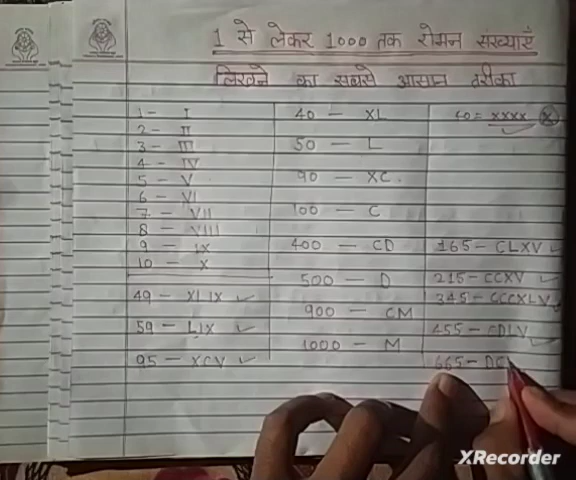 1 से लेकर 1000 तक रोमन संख्याएँ
लिखने का सबसे आसान तरीका
1- I
2- II
3- III
4- IV
5- V
6- VI
7- VII
8- VIII
9- IX
10- X
49- XLIX ✓
59- LIX ✓
95- XCV ✓
40 - XL
50 - L
90 - XC.
100 - C
400 - CD
500 - D
900 - CM
1000 - M
40= XXXX
165- CLXV ✓
215- CCXV ✓
345- CCCXLV ✓
455- CDLV ✓
665- DC
XRecorder